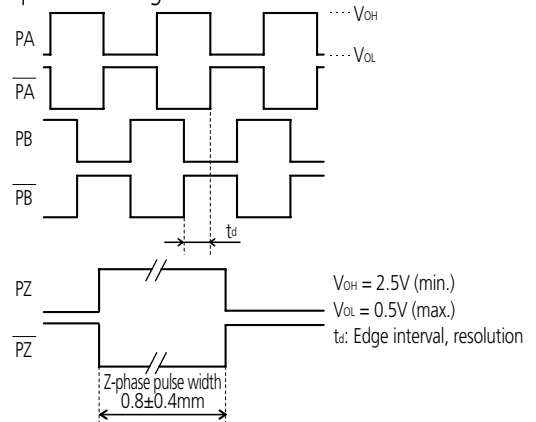 VOH
PA
VOL
PA
PB
PB
td
PZ
VOH = 2.5V (min.)
VOL = 0.5V (max.)
td: Edge interval, resolution
PZ
Z-phase pulse width
0.8±0.4mm